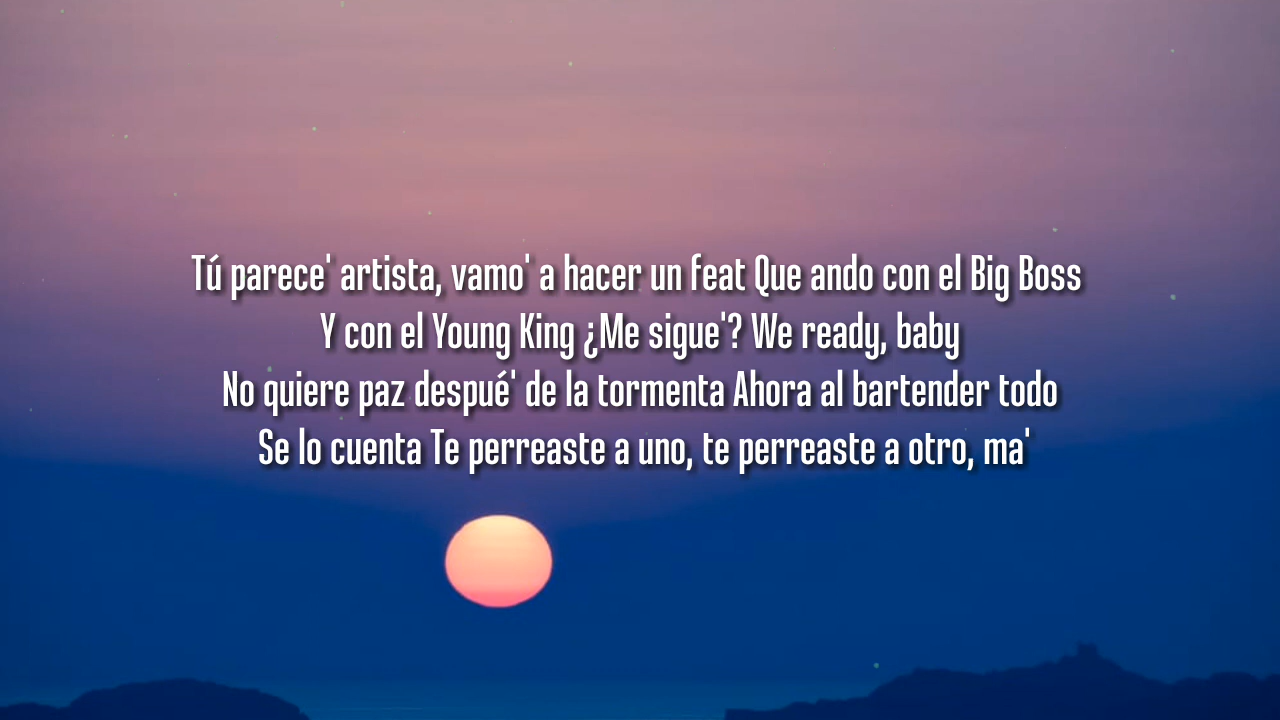 Tú parece' artista, vamo' a hacer un feat Que ando con el Big Boss
Y con el Young King ¿Me sigue'? We ready, baby
No quiere paz despué' de la tormenta Ahora al bartender todo
Se lo cuenta Te perreaste a uno, te perreaste a otro, ma'